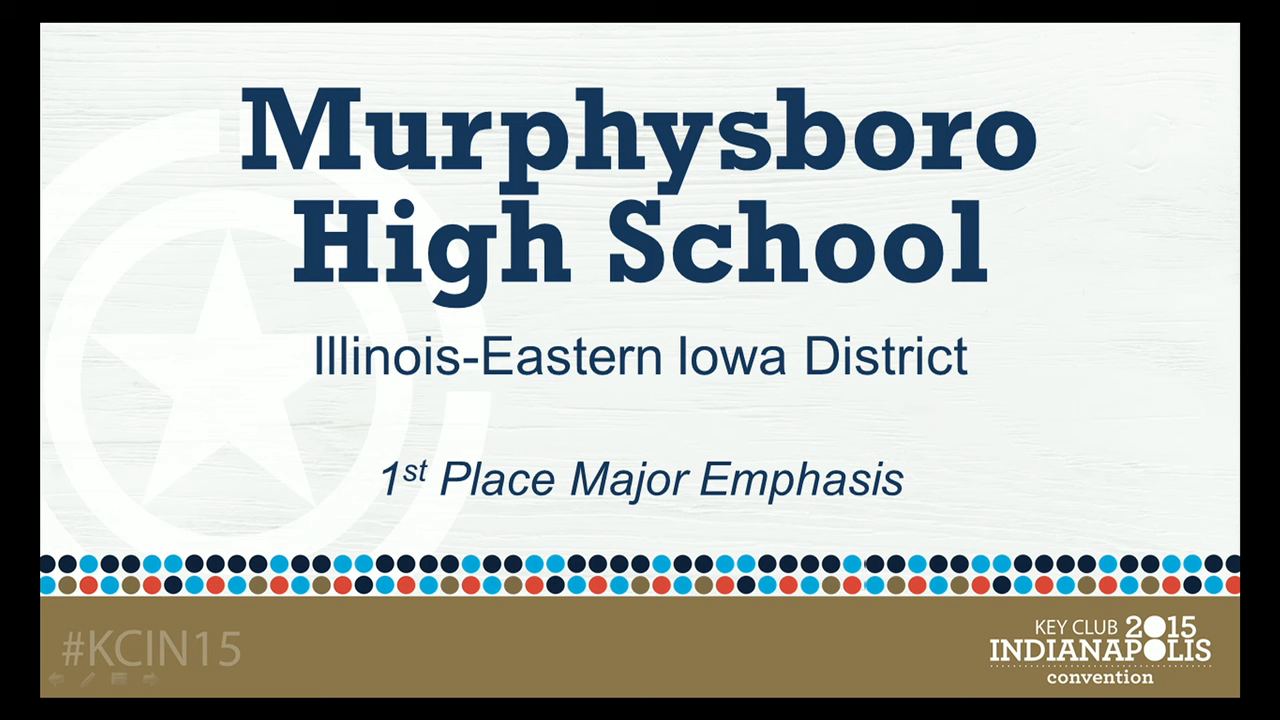 Murphysboro
High School
Illinois-Eastern Iowa District
1st Place Major Emphasis
#KCIN15
KEY CLUB 2015
INDIANAPOLIS
convention